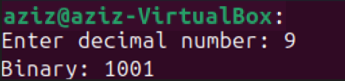 aziz@aziz-VirtualBox:
Enter decimal number: 9
Binary: 1001